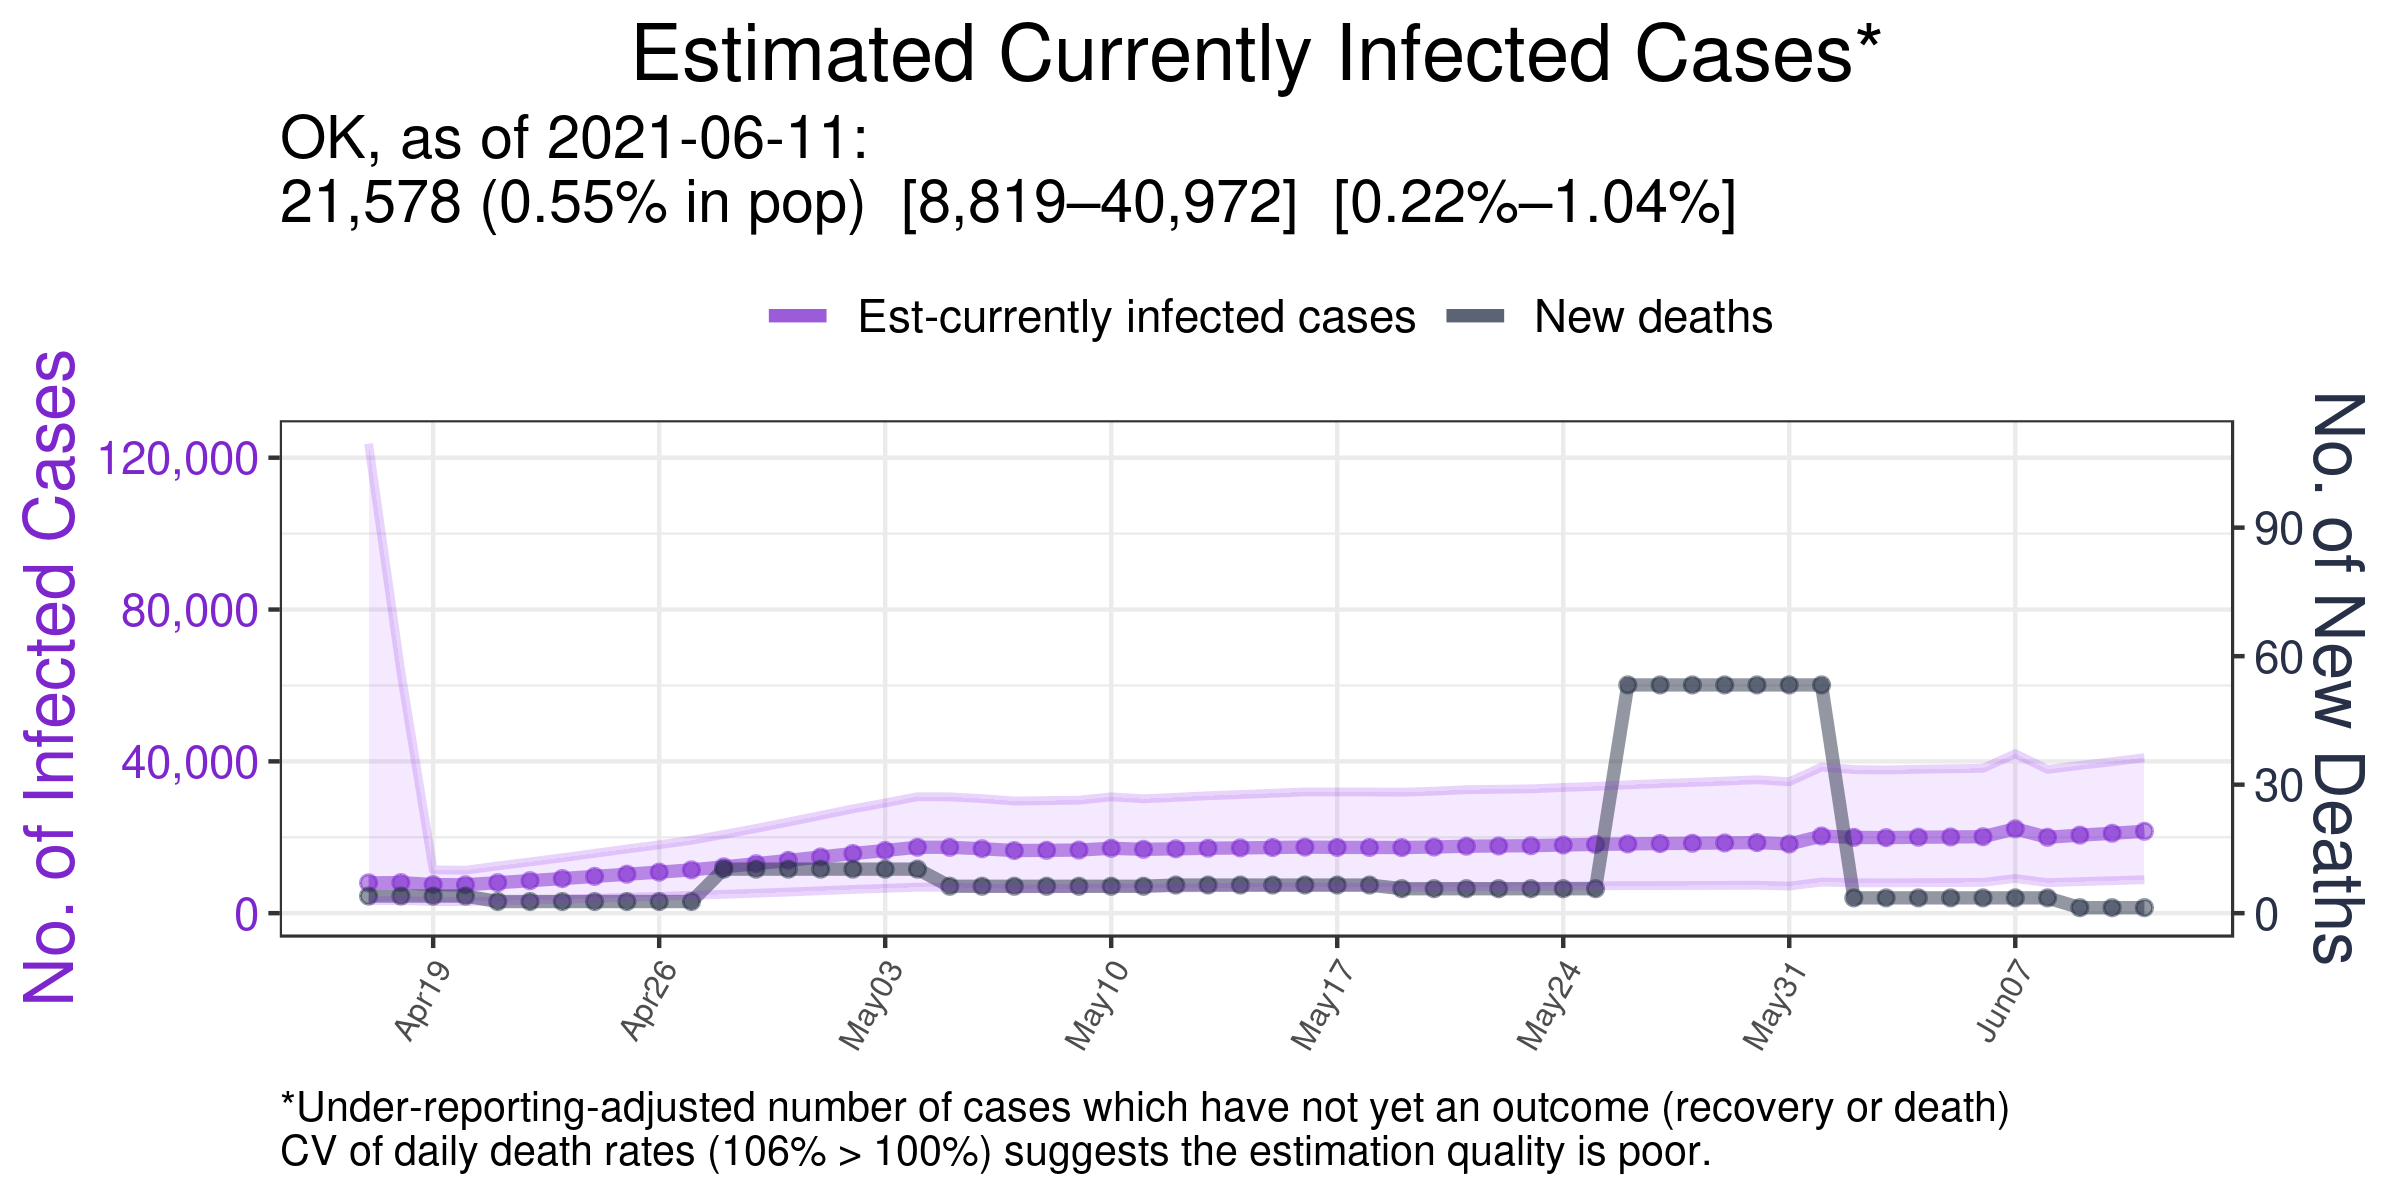 Estimated Currently Infected Cases*
OK, as of 2021-06-11:
21,578 (0.55% in pop)  [8,819–40,972]  [0.22%–1.04%]
Est-currently infected cases
New deaths
No. of Infected Cases
120,000
80,000
40,000
0
No. of New Deaths
90
60
30
0
Apr19
Apr26
May03
May10
May17
May24
May31
Jun07
*Under-reporting-adjusted number of cases which have not yet an outcome (recovery or death)
CV of daily death rates (106% > 100%) suggests the estimation quality is poor.